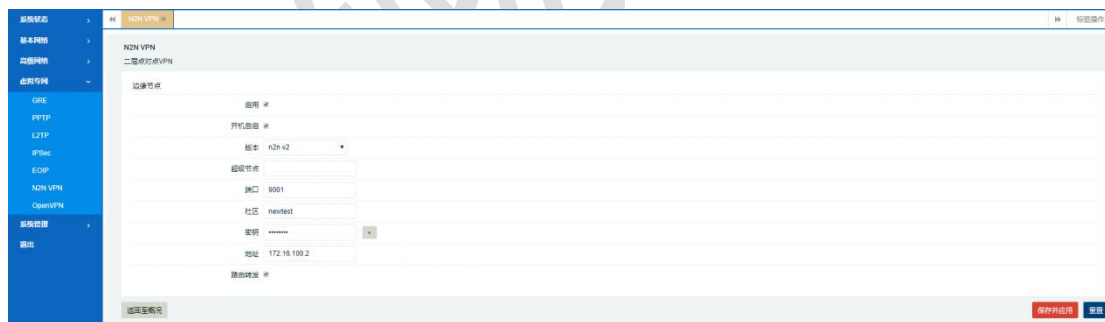 系统状态
N2N VPN
标签操作
基本网络
高级网络
虚拟专网
GRE
PPTP
L2TP
IPSec
EOIP
N2N VPN
OpenVPN
系统管理
退出
N2N VPN
二层点对点VPN
边缘节点
启用
开机自启
版本 n2n v2
超级节点
端口 9001
社区 newtest
密钥 ••••••••
地址 172.16.100.2
路由转发
返回至概况
保存并应用 重置